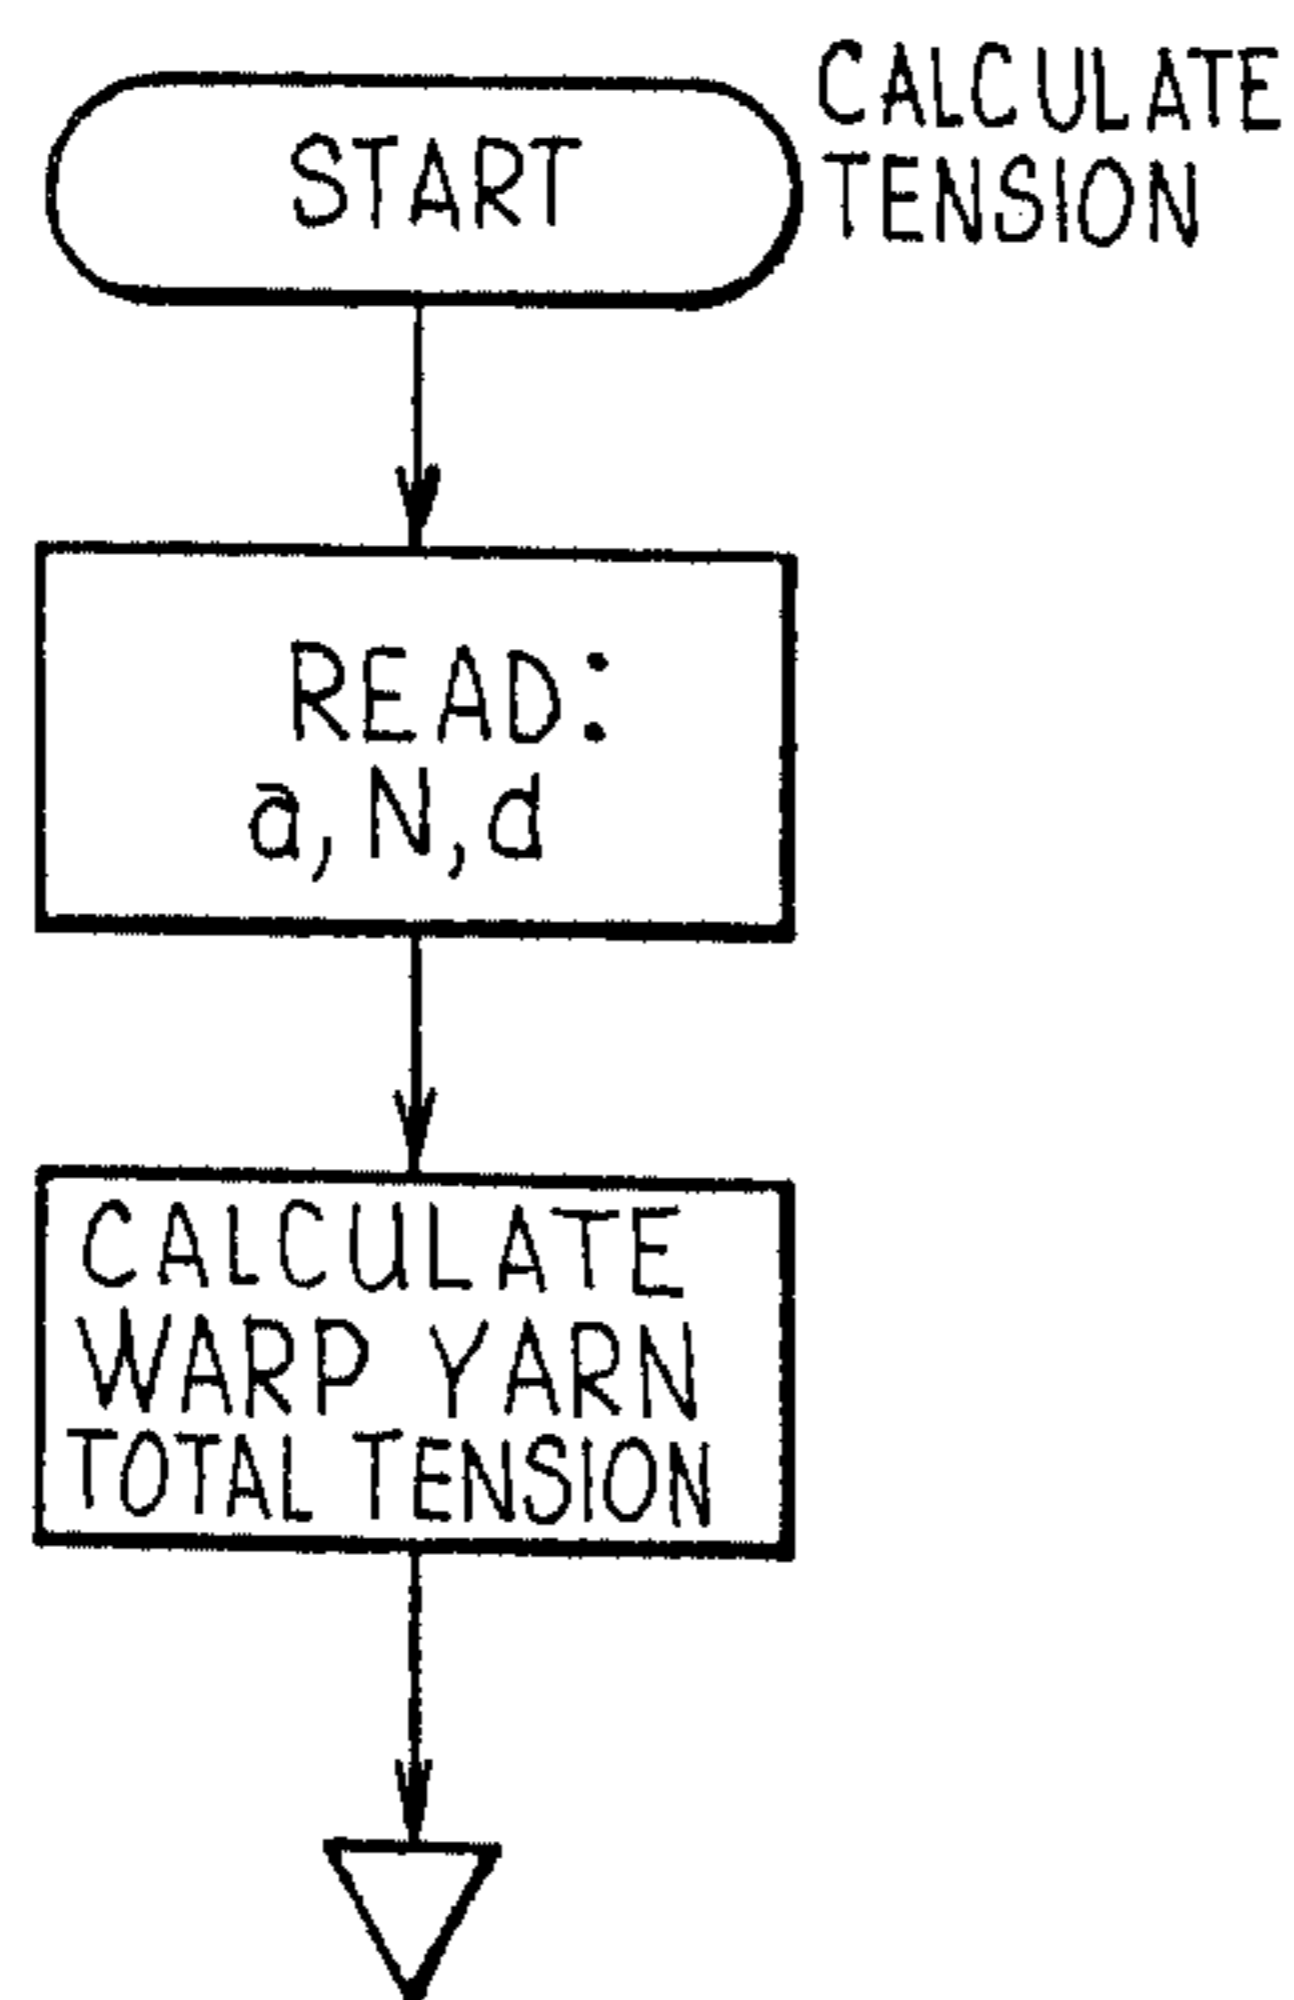 CALCULATE
TENSION
START
READ:
a, N, d
CALCULATE
WARP YARN
TOTAL TENSION